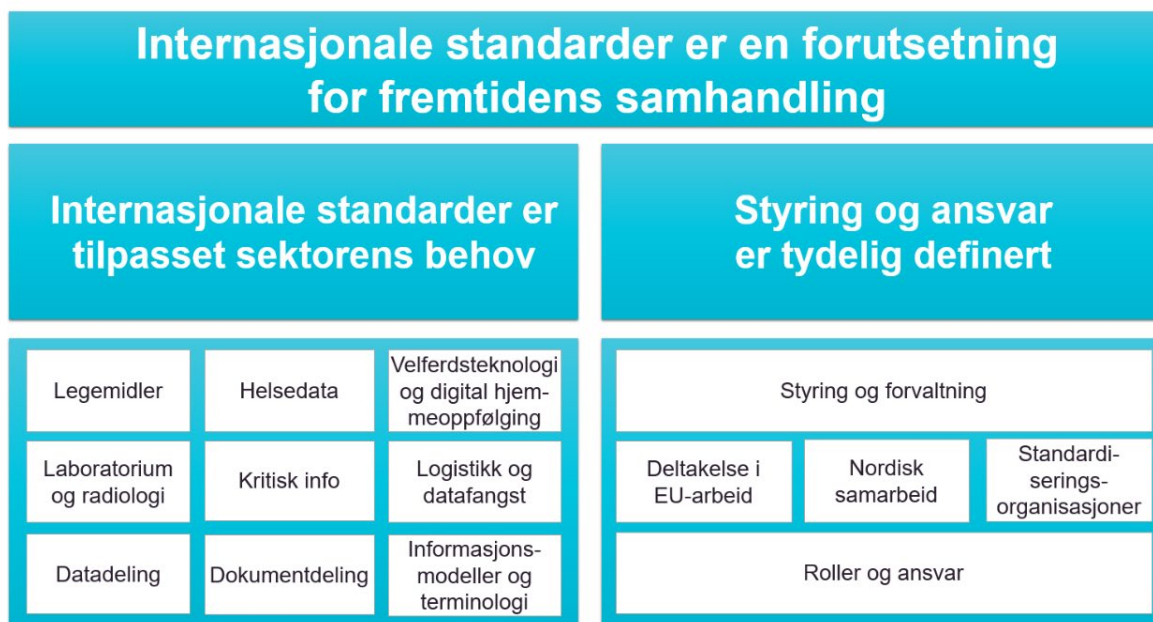 Internasjonale standarder er en forutsetning
for fremtidens samhandling
Internasjonale standarder er
tilpasset sektorens behov
Styring og ansvar
er tydelig definert
Legemidler
Helsedata
Velferdsteknologi
og digital hjem-
meoppfølging
Laboratorium
og radiologi
Kritisk info
Logistikk og
datafangst
Datadeling
Dokumentdeling
Informasjons-
modeller og
terminologi
Styring og forvaltning
Deltakelse i
EU-arbeid
Nordisk
samarbeid
Standardi-
serings-
organisasjoner
Roller og ansvar